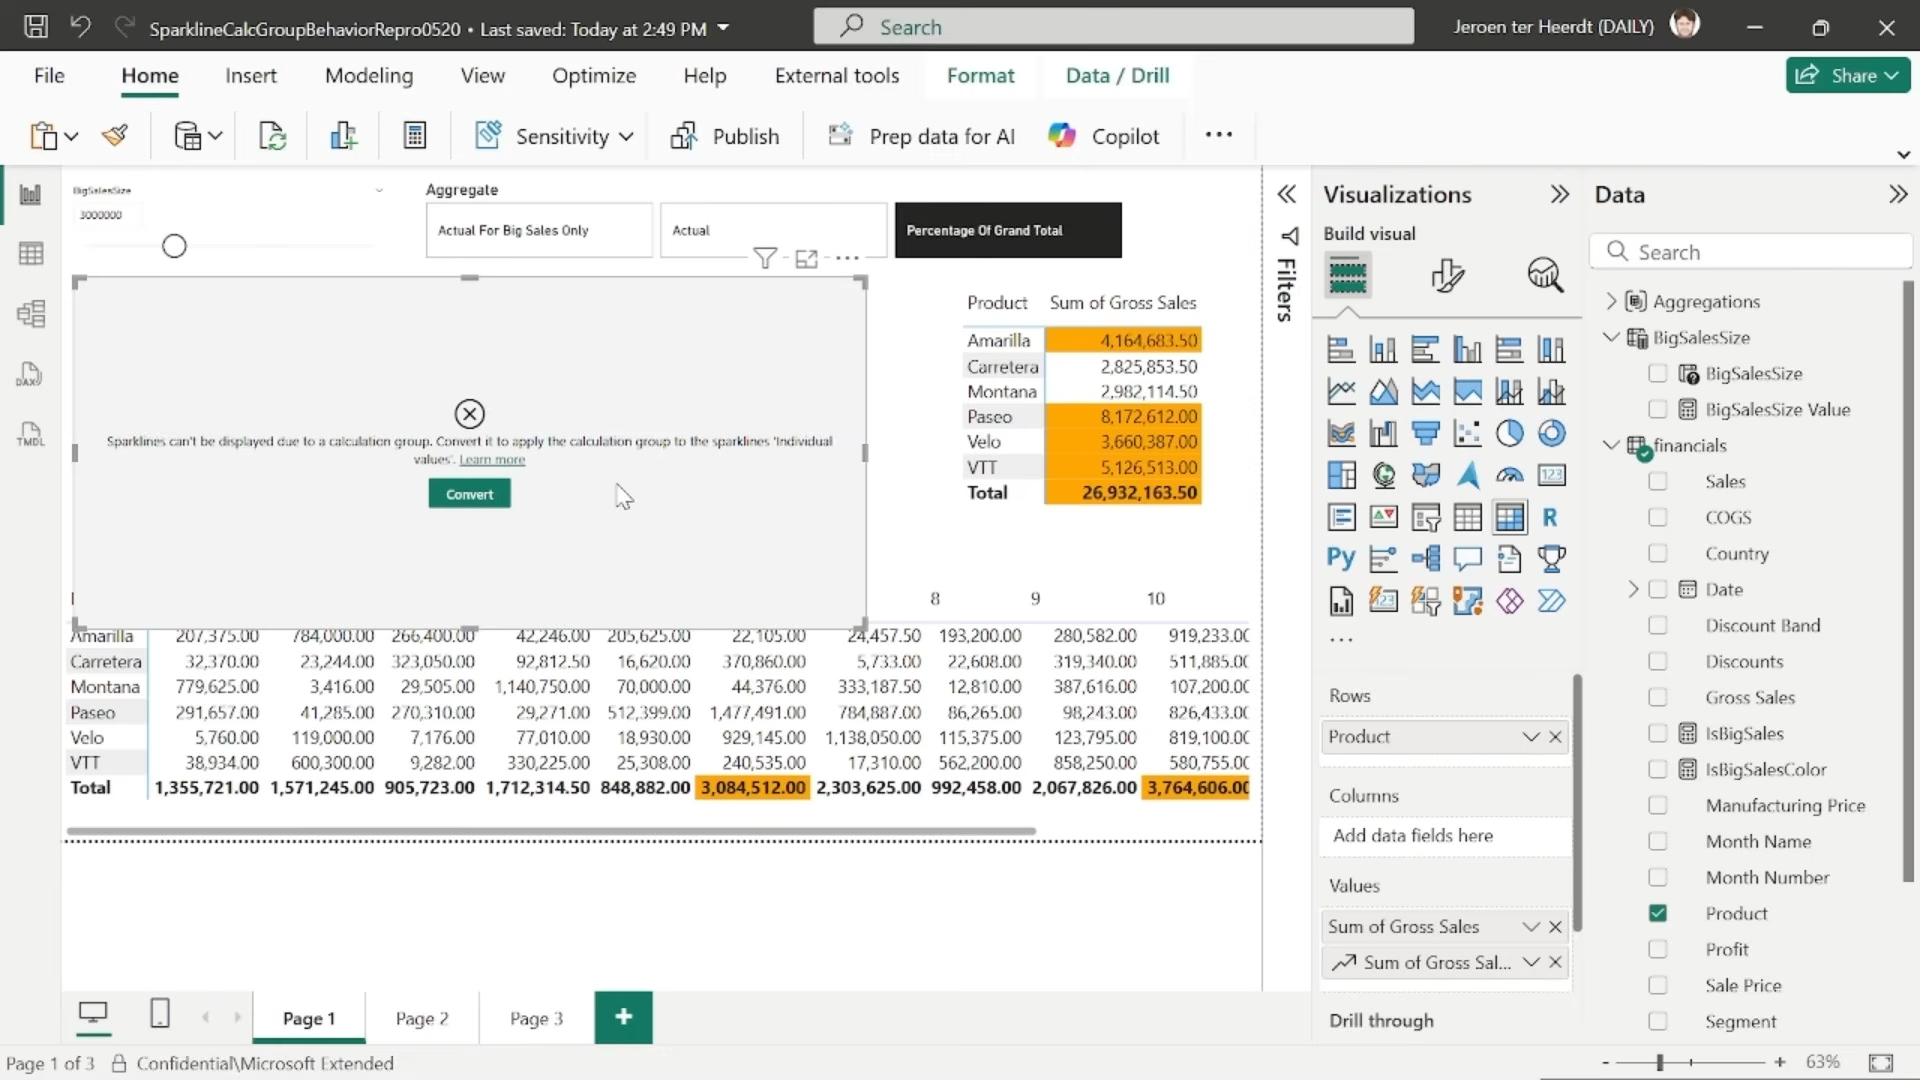 SparklineCalcGroupBehaviorRepro0520 • Last saved: Today at 2:49 PM
Search
Jeroen ter Heerdt (DAILY)
File Home Insert Modeling View Optimize Help External tools Format Data / Drill
Share
Sensitivity Publish Prep data for AI Copilot
BigSalesSize
3000000
Aggregate
Actual For Big Sales Only Actual Percentage Of Grand Total
Sparklines can't be displayed due to a calculation group. Convert it to apply the calculation group to the sparklines 'Individual
values'. Learn more
Convert
Product Sum of Gross Sales
Amarilla 4,164,683.50
Carretera 2,825,853.50
Montana 2,982,114.50
Paseo 8,172,612.00
Velo 3,660,387.00
VTT 5,126,513.00
Total 26,932,163.50
8 9 10
Amarilla 207,375.00 784,000.00 266,400.00 42,246.00 205,625.00 22,105.00 24,457.50 193,200.00 280,582.00 919,233.0
Carretera 32,370.00 23,244.00 323,050.00 92,812.50 16,620.00 370,860.00 5,733.00 22,608.00 319,340.00 511,885.0
Montana 779,625.00 3,416.00 29,505.00 1,140,750.00 70,000.00 44,376.00 333,187.50 12,810.00 387,616.00 107,200.0
Paseo 291,657.00 41,285.00 270,310.00 29,271.00 512,399.00 1,477,491.00 784,887.00 86,265.00 98,243.00 826,433.0
Velo 5,760.00 119,000.00 7,176.00 77,010.00 18,930.00 929,145.00 1,138,050.00 115,375.00 123,795.00 819,100.0
VTT 38,934.00 600,300.00 9,282.00 330,225.00 25,308.00 240,535.00 17,310.00 562,200.00 858,250.00 580,755.0
Total 1,355,721.00 1,571,245.00 905,723.00 1,712,314.50 848,882.00 3,084,512.00 2,303,625.00 992,458.00 2,067,826.00 3,764,606.0
Filters
Visualizations
Build visual
123
R
Py
123
...
Rows
Product
Columns
Add data fields here
Values
Sum of Gross Sales
Sum of Gross Sal...
Drill through
Data
Search
Aggregations
BigSalesSize
BigSalesSize
BigSalesSize Value
financials
Sales
COGS
Country
Date
Discount Band
Discounts
Gross Sales
IsBigSales
IsBigSalesColor
Manufacturing Price
Month Name
Month Number
Product
Profit
Sale Price
Segment
DAX
TMDL
Page 1 Page 2 Page 3 +
Page 1 of 3 Confidential\Microsoft Extended
- + 63%